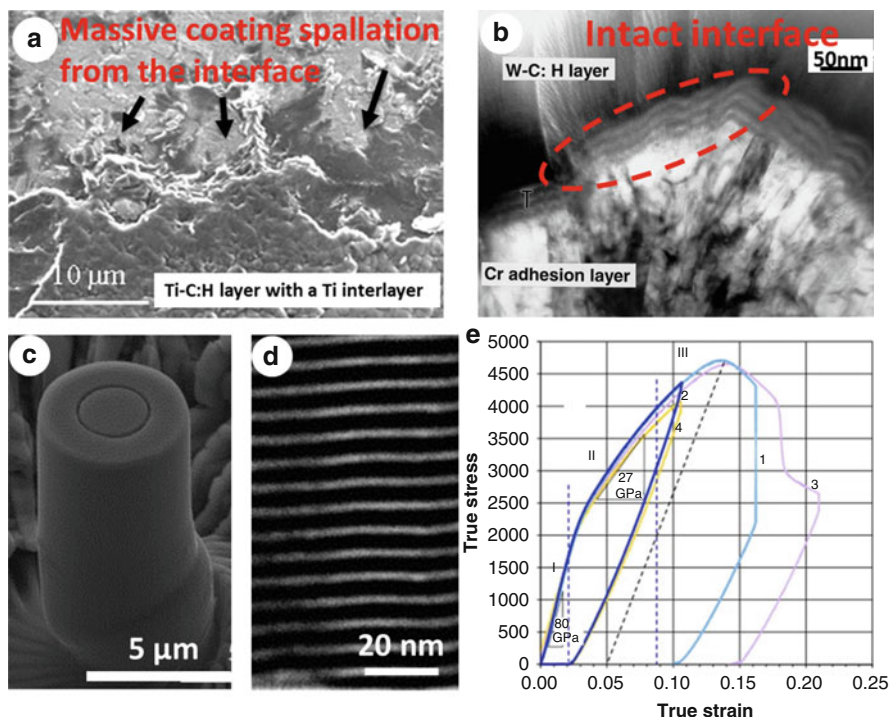 a
Massive coating spallation
from the interface
10 μm
Ti-C:H layer with a Ti interlayer
b
Intact interface
W-C: H layer
50nm
T
Cr adhesion layer
c
5 μm
d
20 nm
e
5000
4500
4000
3500
3000
2500
2000
1500
1000
500
0
True stress
III
2
4
II
27
GPa
1
3
I
80
GPa
0.00
0.05
0.10
0.15
0.20
0.25
True strain